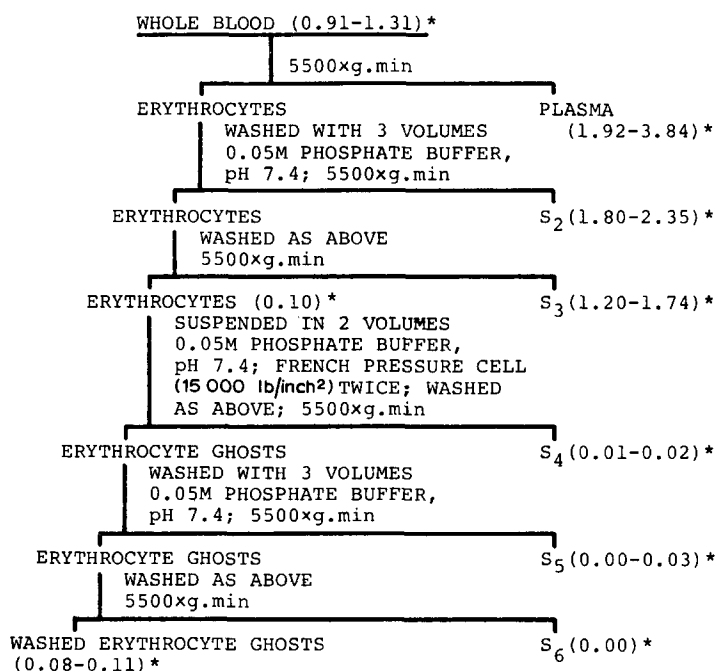 WHOLE BLOOD (0.91-1.31)*
5500×g.min
ERYTHROCYTES PLASMA
WASHED WITH 3 VOLUMES (1.92-3.84)*
0.05M PHOSPHATE BUFFER,
pH 7.4; 5500×g.min
ERYTHROCYTES S2(1.80-2.35)*
WASHED AS ABOVE
5500×g.min
ERYTHROCYTES (0.10)* S3(1.20-1.74)*
SUSPENDED IN 2 VOLUMES
0.05M PHOSPHATE BUFFER,
pH 7.4; FRENCH PRESSURE CELL
(15 000 lb/inch²) TWICE; WASHED
AS ABOVE; 5500×g.min
ERYTHROCYTE GHOSTS S4(0.01-0.02)*
WASHED WITH 3 VOLUMES
0.05M PHOSPHATE BUFFER,
pH 7.4; 5500×g.min
ERYTHROCYTE GHOSTS S5(0.00-0.03)*
WASHED AS ABOVE
5500×g.min
WASHED ERYTHROCYTE GHOSTS S6(0.00)*
(0.08-0.11)*